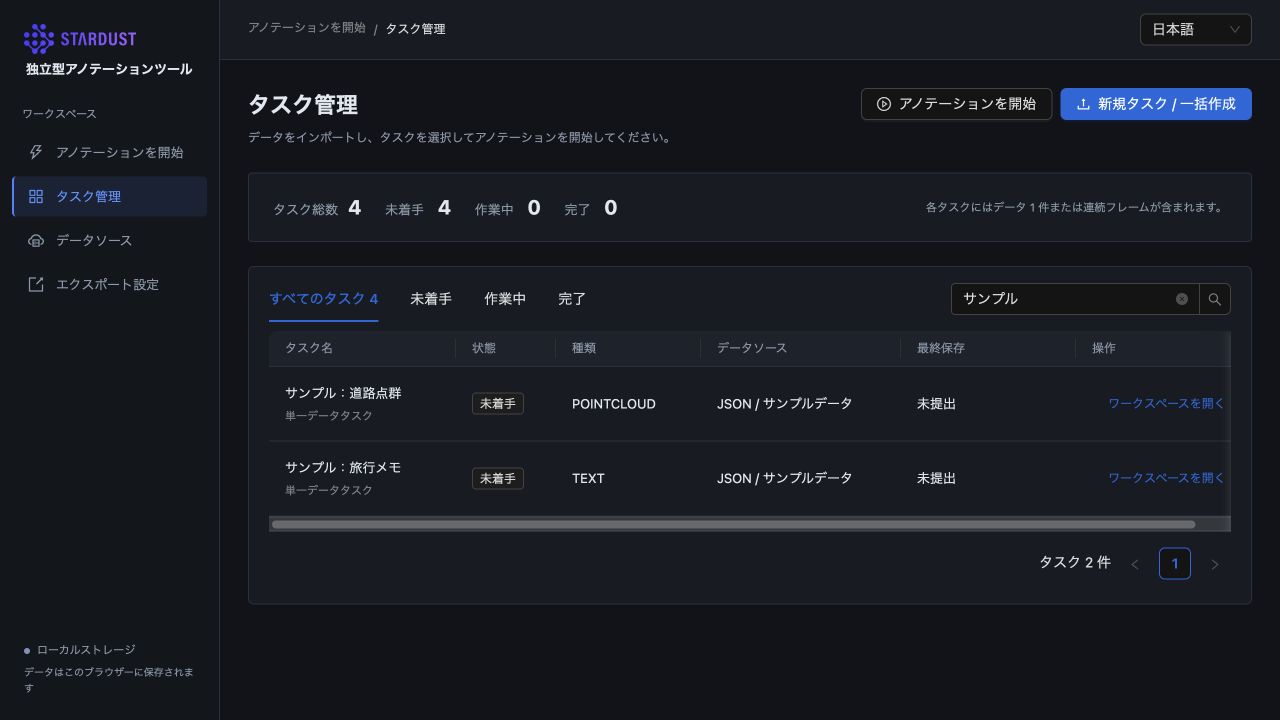 STARDUST
独立型アノテーションツール
ワークスペース
アノテーションを開始
タスク管理
データソース
エクスポート設定
ローカルストレージ
データはこのブラウザーに保存されま
す
アノテーションを開始 / タスク管理
日本語
タスク管理
データをインポートし、タスクを選択してアノテーションを開始してください。
アノテーションを開始
新規タスク / 一括作成
タスク総数 4 未着手 4 作業中 0 完了 0
各タスクにはデータ 1 件または連続フレームが含まれます。
すべてのタスク 4 未着手 作業中 完了
サンプル
タスク名 状態 種類 データソース 最終保存 操作
サンプル：道路点群
単一データタスク
未着手 POINTCLOUD JSON / サンプルデータ 未提出 ワークスペースを開く
サンプル：旅行メモ
単一データタスク
未着手 TEXT JSON / サンプルデータ 未提出 ワークスペースを開く
タスク 2 件 < 1 >